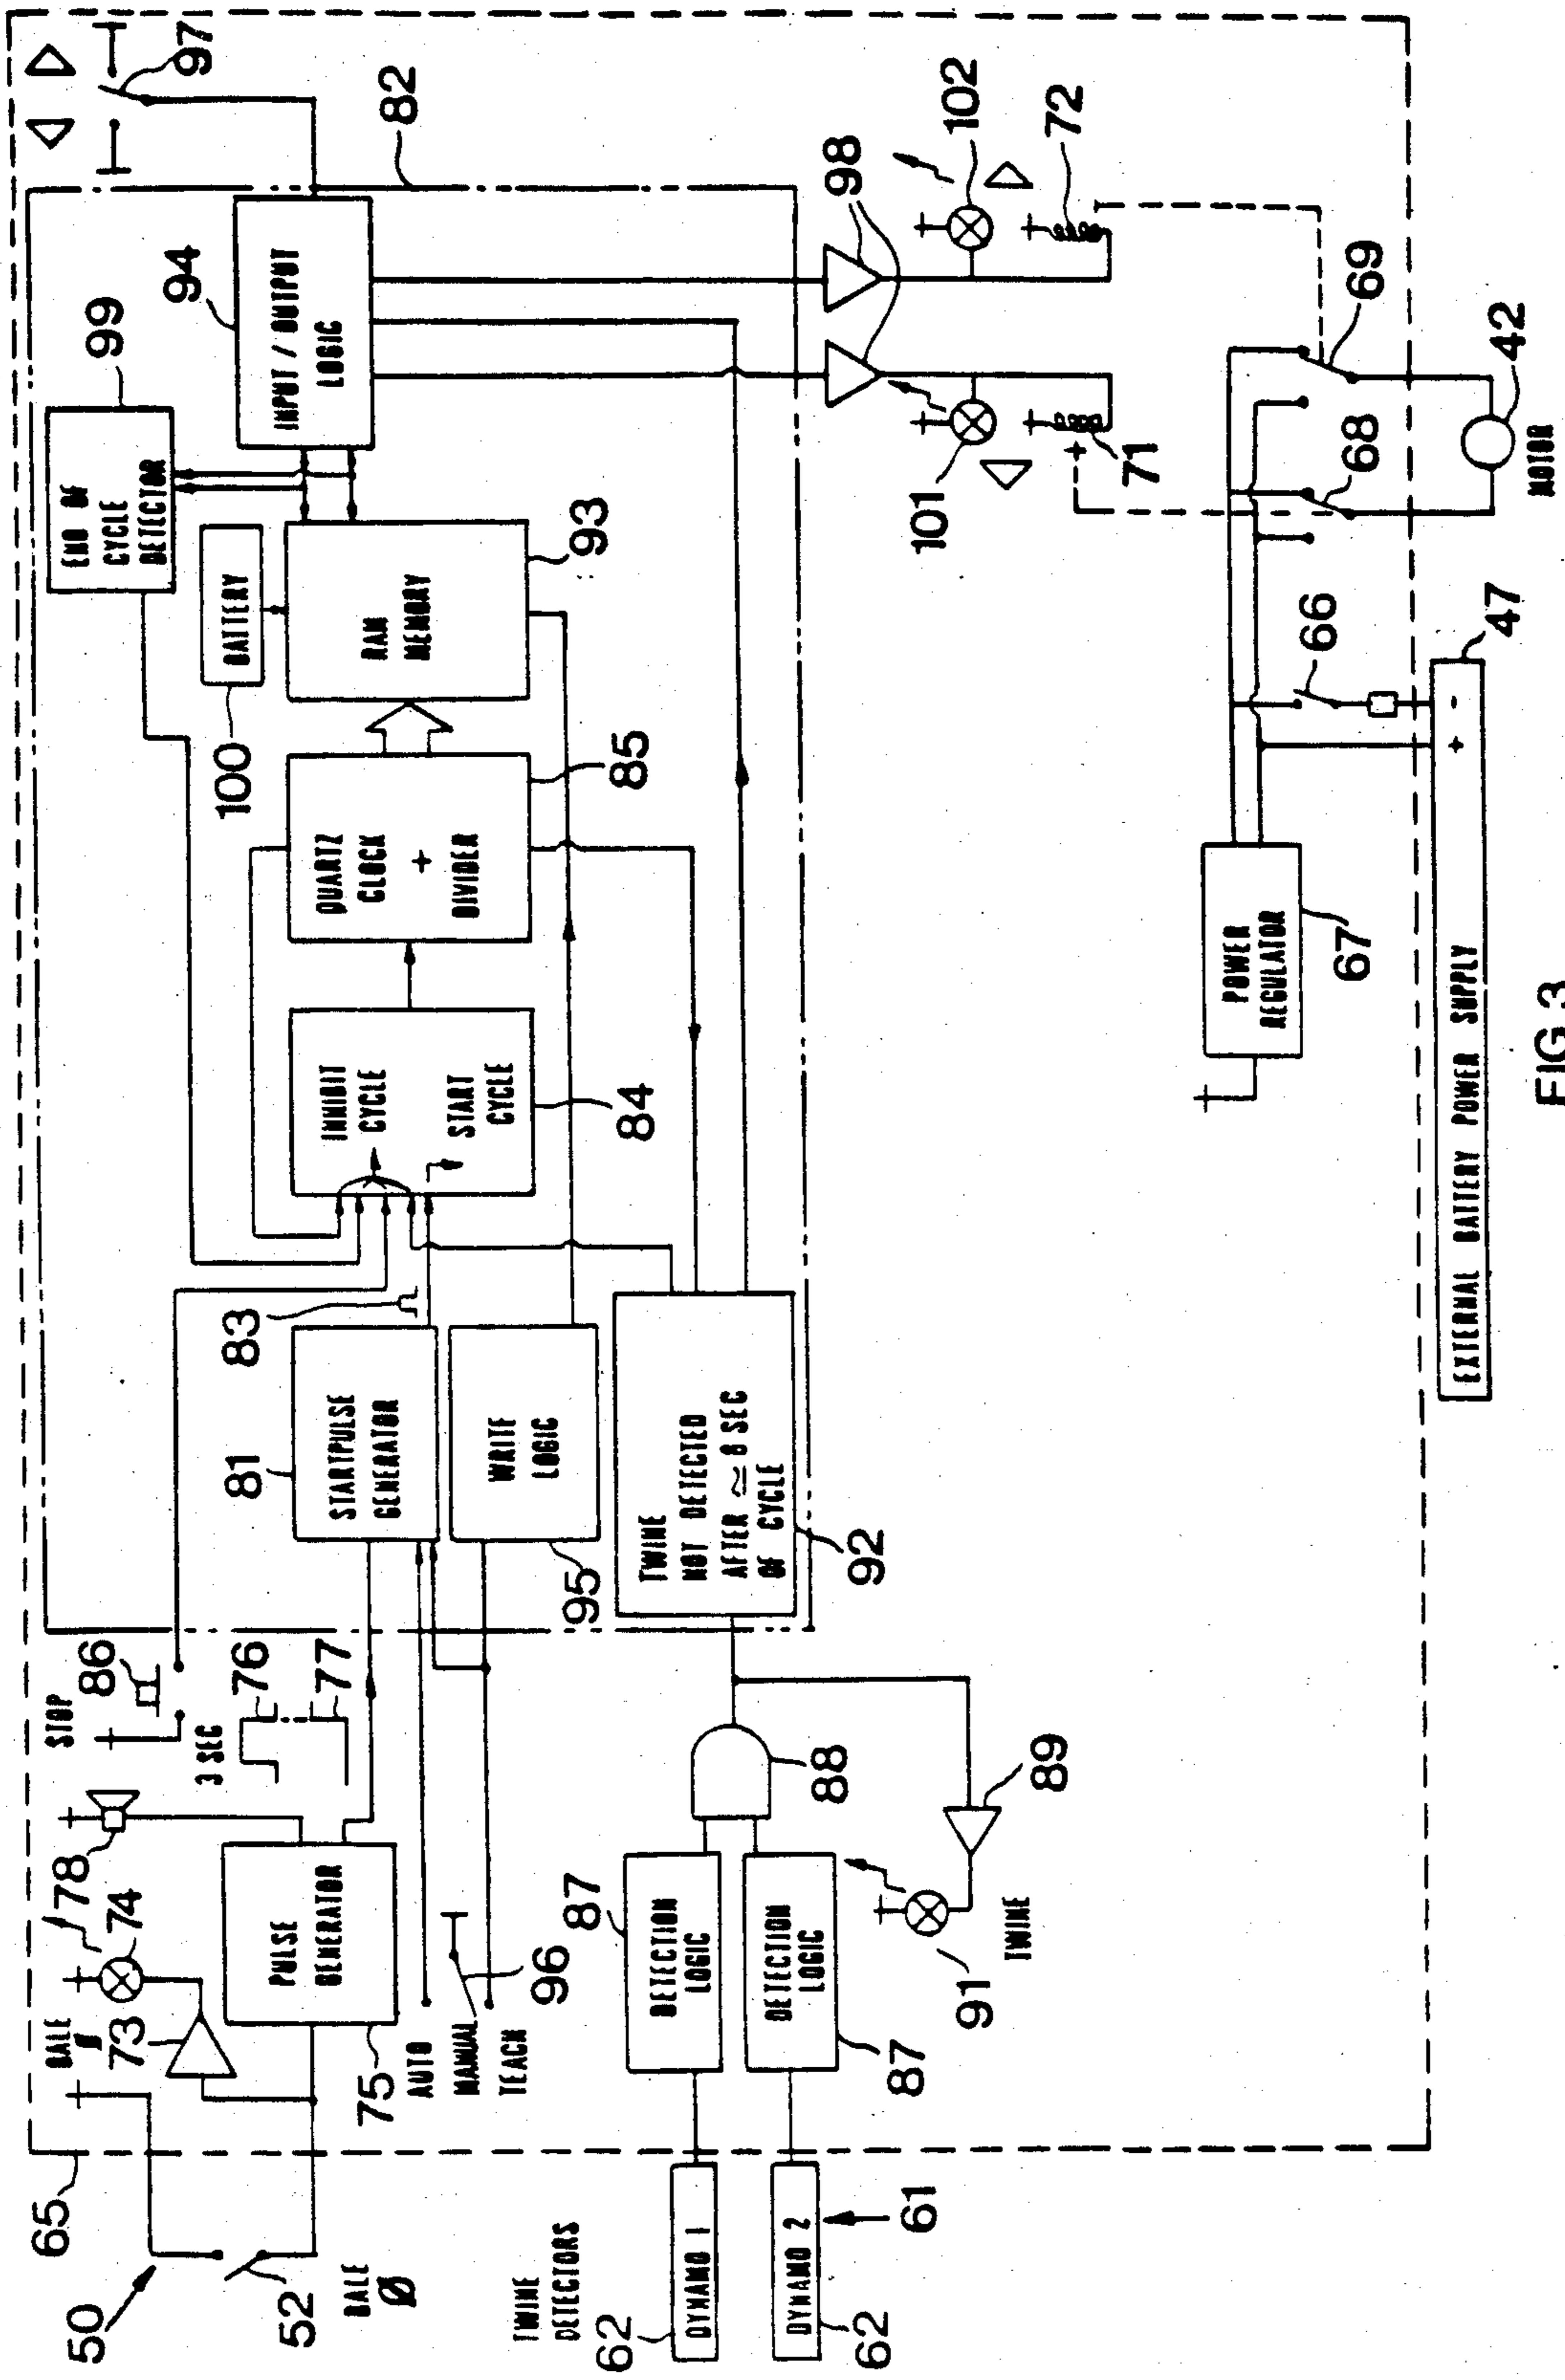 50
52
BALE
Ø
65
BALE
Ø
73
74
78
75
PULSE
GENERATOR
3 SEC
76
77
STOP
86
AUTO
MANUAL
TEACH
96
TWINE
DETECTORS
62
DYNAMO 1
DYNAMO 2
62
61
87
DETECTION
LOGIC
DETECTION
LOGIC
87
88
89
91
TWINE
81
STARTPULSE
GENERATOR
83
WRITE
LOGIC
95
TWINE
NOT DETECTED
AFTER ≃ 8 SEC
OF CYCLE
92
INHIBIT
CYCLE
START
CYCLE
84
QUARTZ
CLOCK
+
DIVIDER
85
100
BATTERY
RAM
MEMORY
93
END OF
CYCLE
DETECTOR
99
94
INPUT / OUTPUT
LOGIC
82
97
98
101
102
71
72
+
POWER
REGULATOR
67
66
68
69
42
MOTOR
47
EXTERNAL BATTERY POWER SUPPLY + -
FIG.3